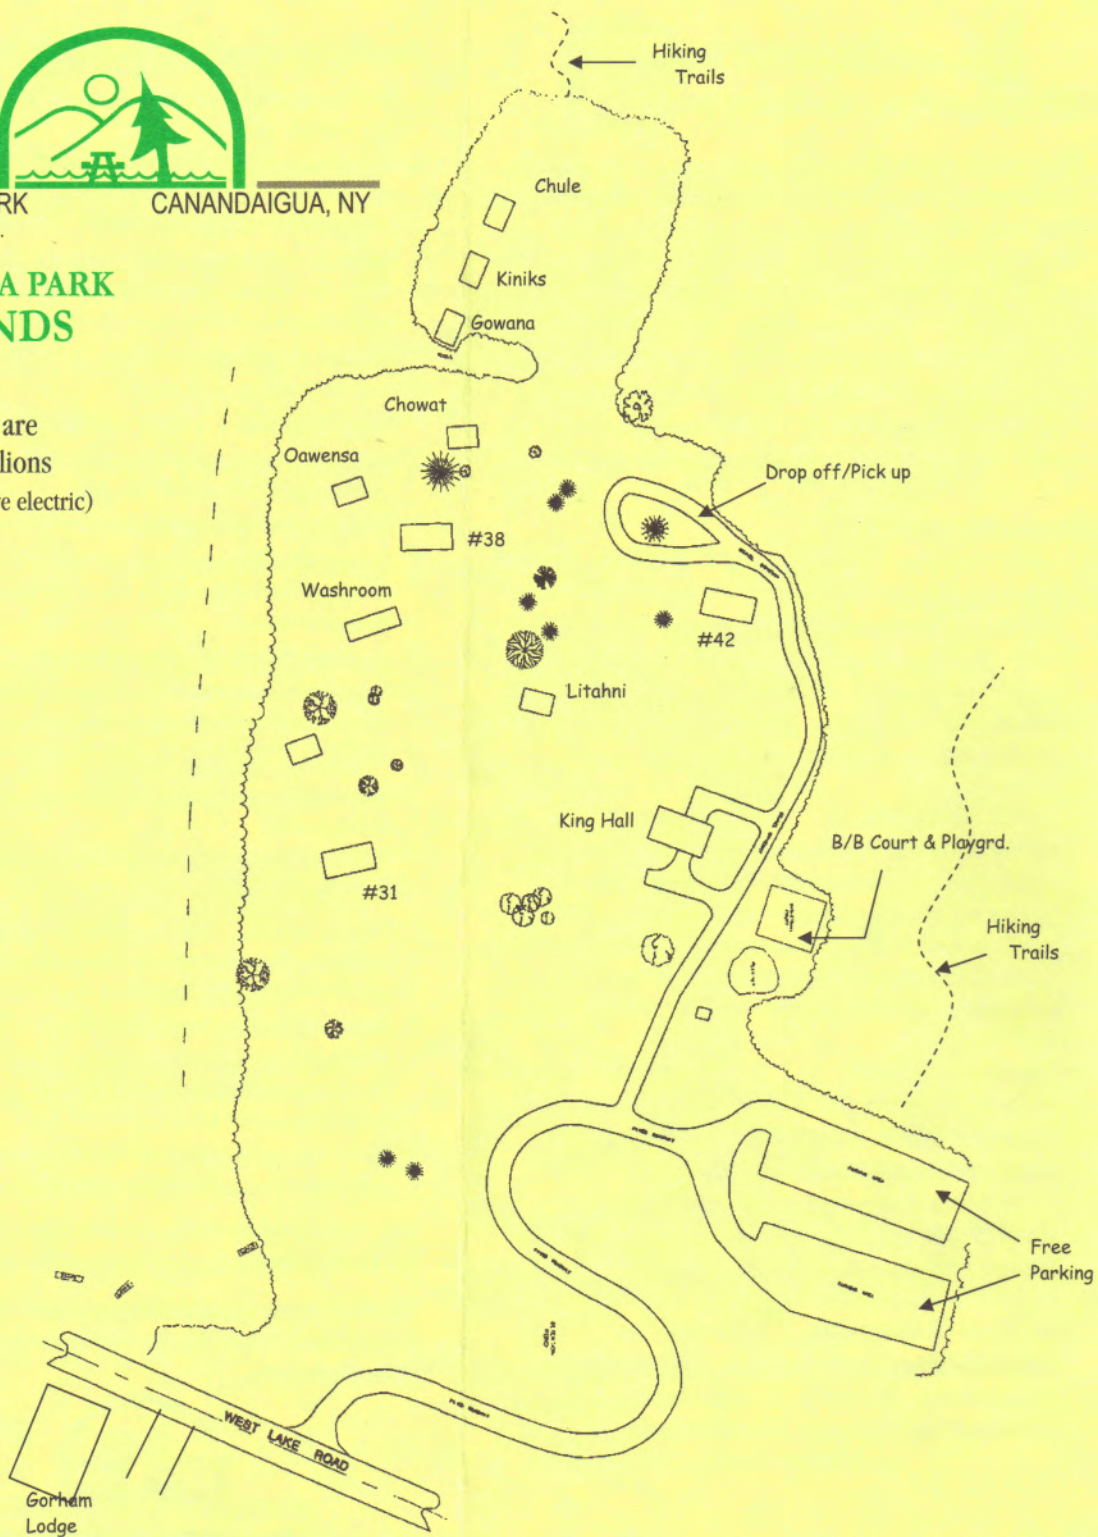 RK
CANANDAIGUA, NY
A PARK
NDS
are
lions
e electric)
Hiking
Trails
Chule
Kiniks
Gowana
Chowat
Oawensa
Drop off/Pick up
#38
Washroom
#42
Litahni
King Hall
B/B Court & Playgrd.
#31
Hiking
Trails
Free
Parking
WEST LAKE ROAD
Gorham
Lodge